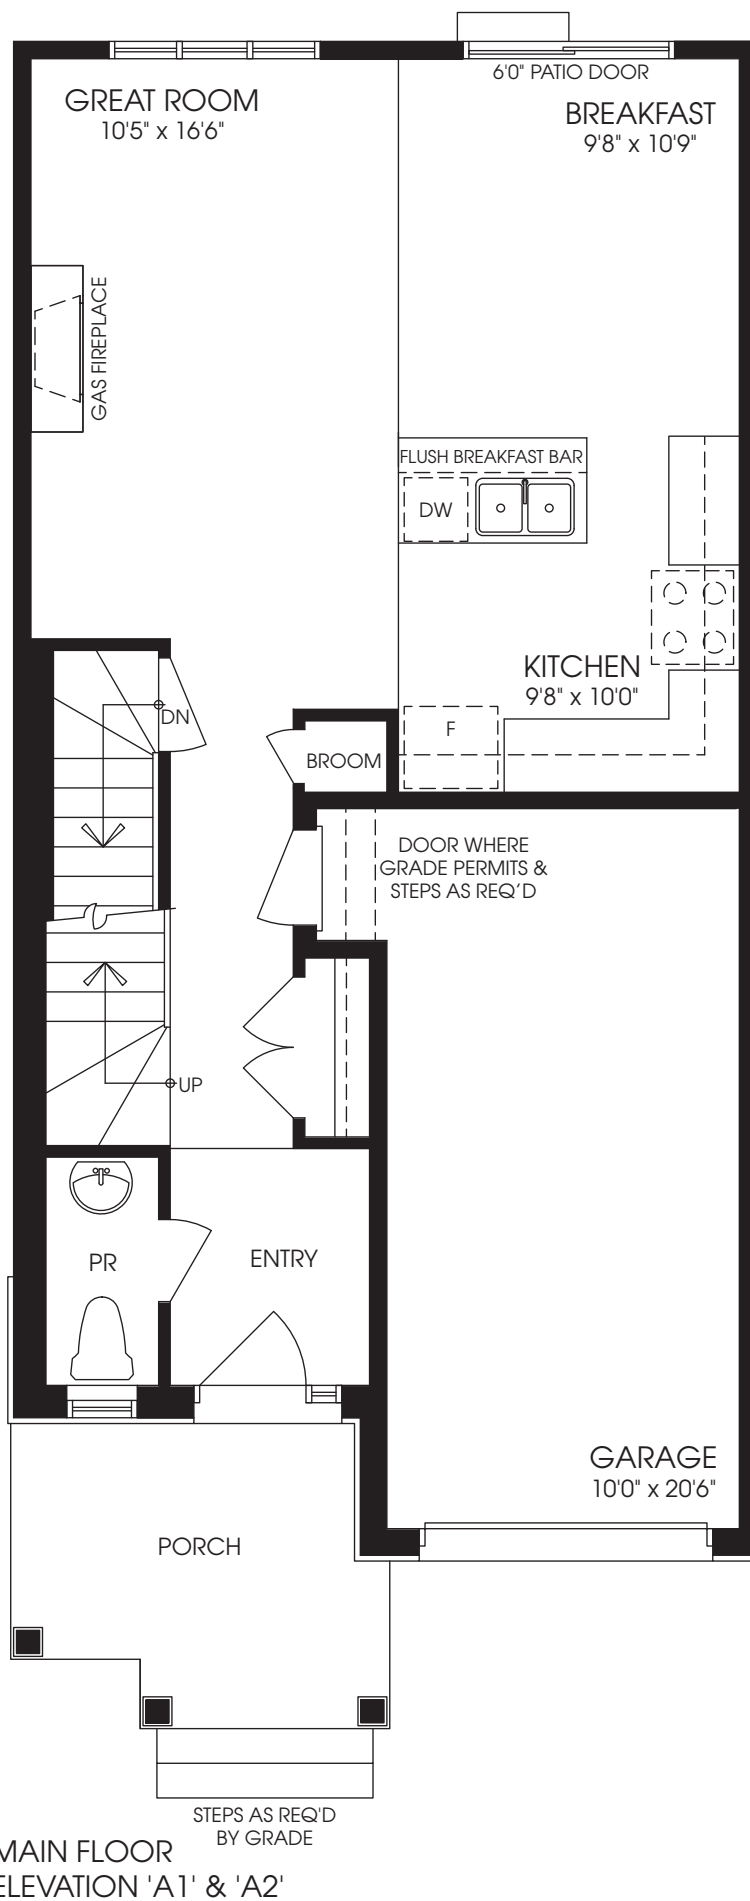 6'0" PATIO DOOR
GREAT ROOM
10'5" x 16'6"
BREAKFAST
9'8" x 10'9"
GAS FIREPLACE
FLUSH BREAKFAST BAR
DW
KITCHEN
9'8" x 10'0"
DN
F
BROOM
DOOR WHERE
GRADE PERMITS &
STEPS AS REQ'D
UP
PR
ENTRY
GARAGE
10'0" x 20'6"
PORCH
STEPS AS REQ'D
BY GRADE
MAIN FLOOR
ELEVATION 'A1' & 'A2'